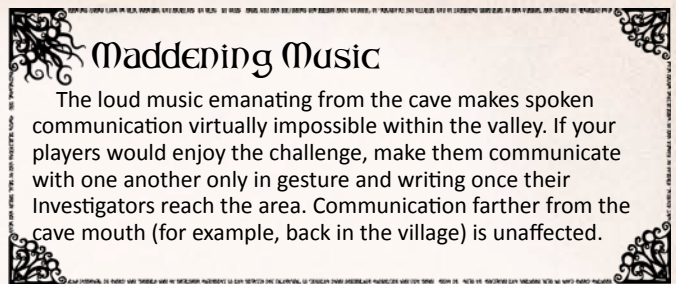 Maddening Music
The loud music emanating from the cave makes spoken
communication virtually impossible within the valley. If your
players would enjoy the challenge, make them communicate
with one another only in gesture and writing once their
Investigators reach the area. Communication farther from the
cave mouth (for example, back in the village) is unaffected.